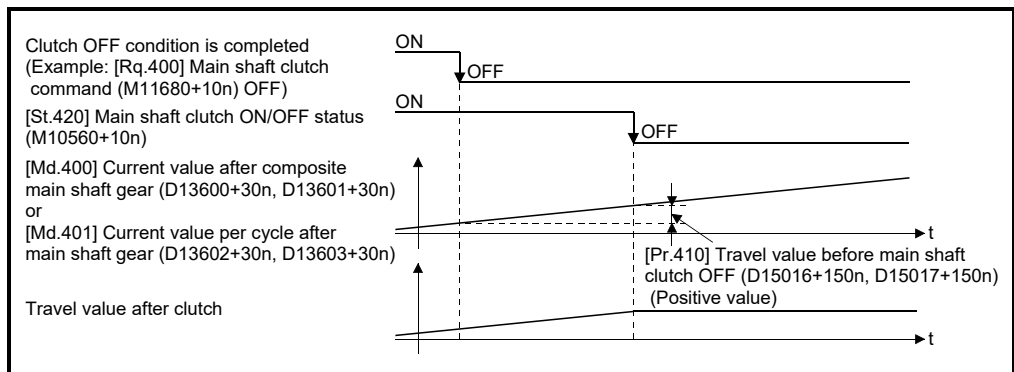 Clutch OFF condition is completed
(Example: [Rq.400] Main shaft clutch
command (M11680+10n) OFF)
ON
OFF
[St.420] Main shaft clutch ON/OFF status
(M10560+10n)
ON
OFF
[Md.400] Current value after composite
main shaft gear (D13600+30n, D13601+30n)
or
[Md.401] Current value per cycle after
main shaft gear (D13602+30n, D13603+30n)
t
[Pr.410] Travel value before main shaft
clutch OFF (D15016+150n, D15017+150n)
(Positive value)
Travel value after clutch
t